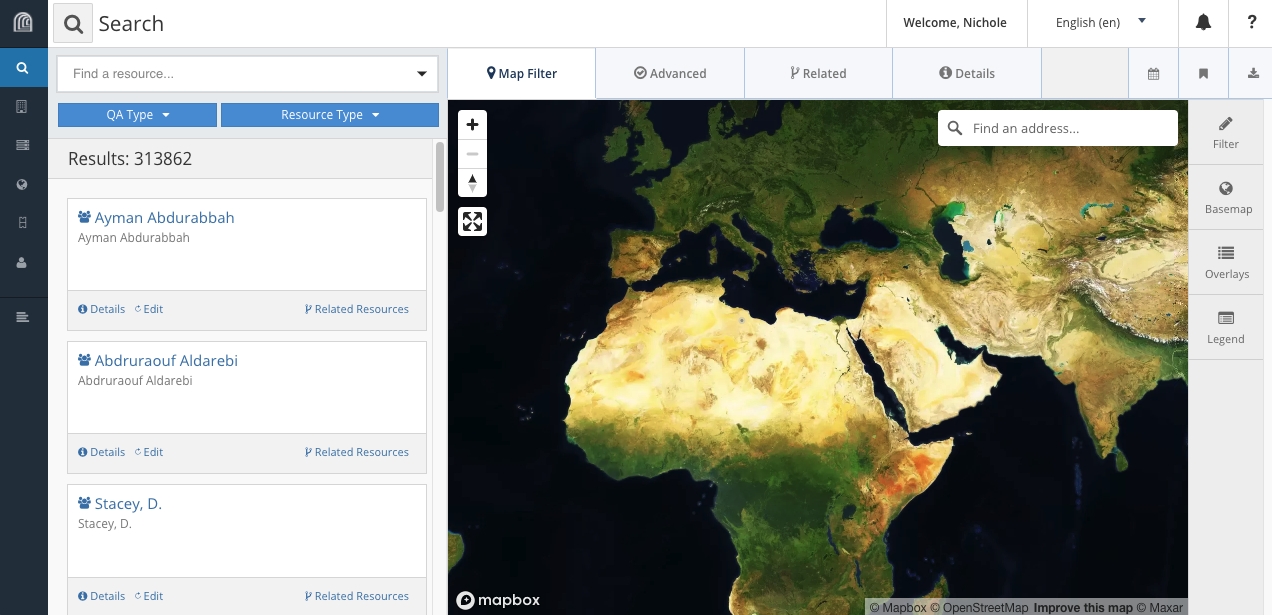 Search
Welcome, Nichole
English (en)
?
Find a resource...
Map Filter
Advanced
Related
Details
QA Type
Resource Type
Results: 313862
Ayman Abdurabbah
Ayman Abdurabbah
Details Edit Related Resources
Abdruraouf Aldarebi
Abdruraouf Aldarebi
Details Edit Related Resources
Stacey, D.
Stacey, D.
Details Edit Related Resources
Find an address...
Filter
Basemap
Overlays
Legend
mapbox
© Mapbox © OpenStreetMap Improve this map © Maxar